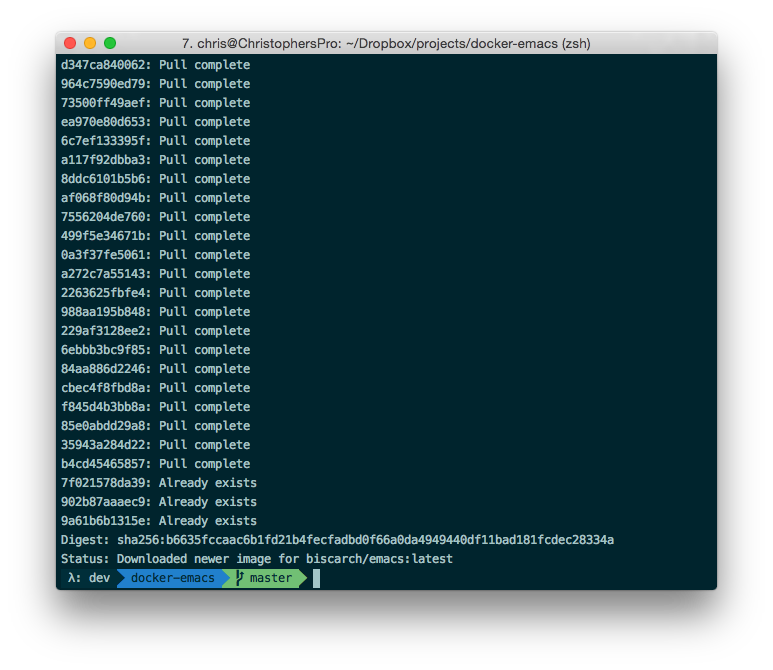 7. chris@ChristophersPro: ~/Dropbox/projects/docker-emacs (zsh)
d347ca840062: Pull complete
964c7590ed79: Pull complete
73500ff49aef: Pull complete
ea970e80d653: Pull complete
6c7ef133395f: Pull complete
a117f92dbba3: Pull complete
8ddc6101b5b6: Pull complete
af068f80d94b: Pull complete
7556204de760: Pull complete
499f5e34671b: Pull complete
0a3f37fe5061: Pull complete
a272c7a55143: Pull complete
2263625fbfe4: Pull complete
988aa195b848: Pull complete
229af3128ee2: Pull complete
6ebbb3bc9f85: Pull complete
84aa886d2246: Pull complete
cbec4f8fbd8a: Pull complete
f845d4b3bb8a: Pull complete
85e0abdd29a8: Pull complete
35943a284d22: Pull complete
b4cd45465857: Pull complete
7f021578da39: Already exists
902b87aaaec9: Already exists
9a61b6b1315e: Already exists
Digest: sha256:b6635fccaac6b1fd21b4fecfadbd0f66a0da4949440df11bad181fcdec28334a
Status: Downloaded newer image for biscarch/emacs:latest
λ: dev docker-emacs master